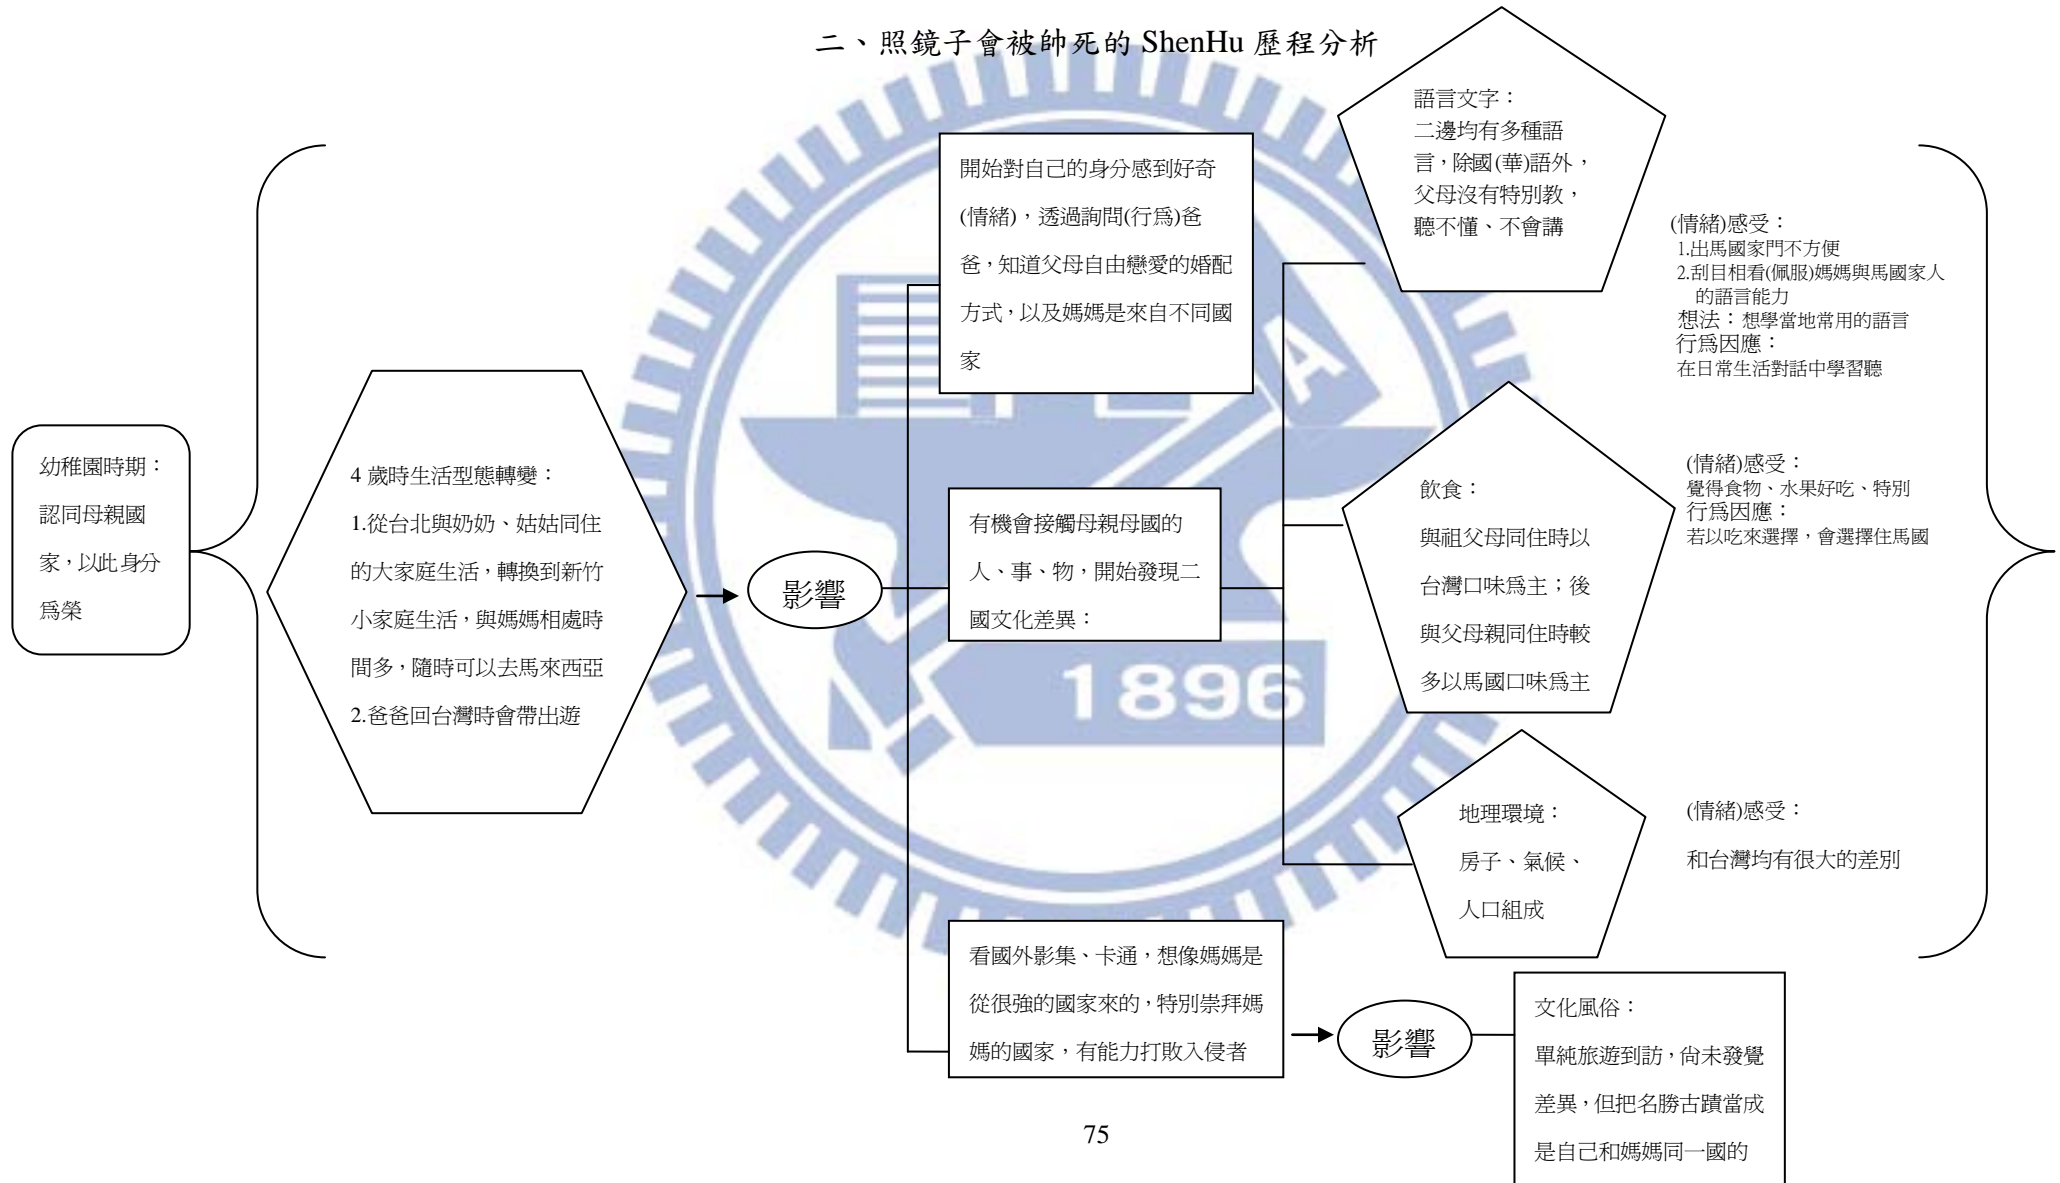 二、照鏡子會被帥死的 ShenHu 歷程分析
幼稚園時期：
認同母親國
家，以此身分
為榮
4 歲時生活型態轉變：
1.從台北與奶奶、姑姑同住
的大家庭生活，轉換到新竹
小家庭生活，與媽媽相處時
間多，隨時可以去馬來西亞
2.爸爸回台灣時會帶出遊
影響
開始對自己的身分感到好奇
(情緒)，透過詢問(行為)爸
爸，知道父母自由戀愛的婚配
方式，以及媽媽是來自不同國
家
有機會接觸母親母國的
人、事、物，開始發現二
國文化差異：
看國外影集、卡通，想像媽媽是
從很強的國家來的，特別崇拜媽
媽的國家，有能力打敗入侵者
語言文字：
二邊均有多種語
言，除國(華)語外，
父母沒有特別教，
聽不懂、不會講
(情緒)感受：
1.出馬國家門不方便
2.刮目相看(佩服)媽媽與馬國家人
的語言能力
想法：想學當地常用的語言
行為因應：
在日常生活對話中學習聽
飲食：
與祖父母同住時以
台灣口味為主；後
與父母親同住時較
多以馬國口味為主
(情緒)感受：
覺得食物、水果好吃、特別
行為因應：
若以吃來選擇，會選擇住馬國
地理環境：
房子、氣候、
人口組成
(情緒)感受：
和台灣均有很大的差別
影響
文化風俗：
單純旅遊到訪，尚未發覺
差異，但把名勝古蹟當成
是自己和媽媽同一國的
A
1896
75